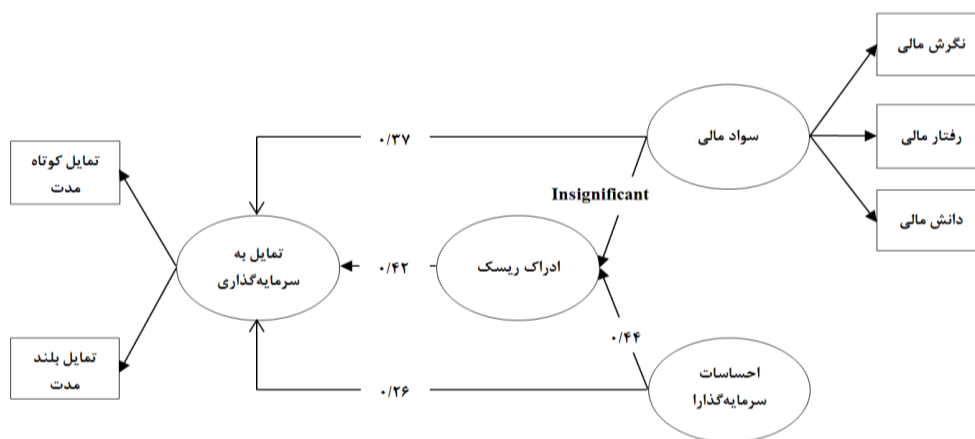 نگرش مالی
رفتار مالی
دانش مالی
سواد مالی
۰/۳۷
Insignificant
تمایل کوتاه
مدت
تمایل به
سرمایه‌گذاری
۰/۴۲
ادراک ریسک
۰/۴۴
تمایل بلند
مدت
۰/۲۶
احساسات
سرمایه‌گذارا